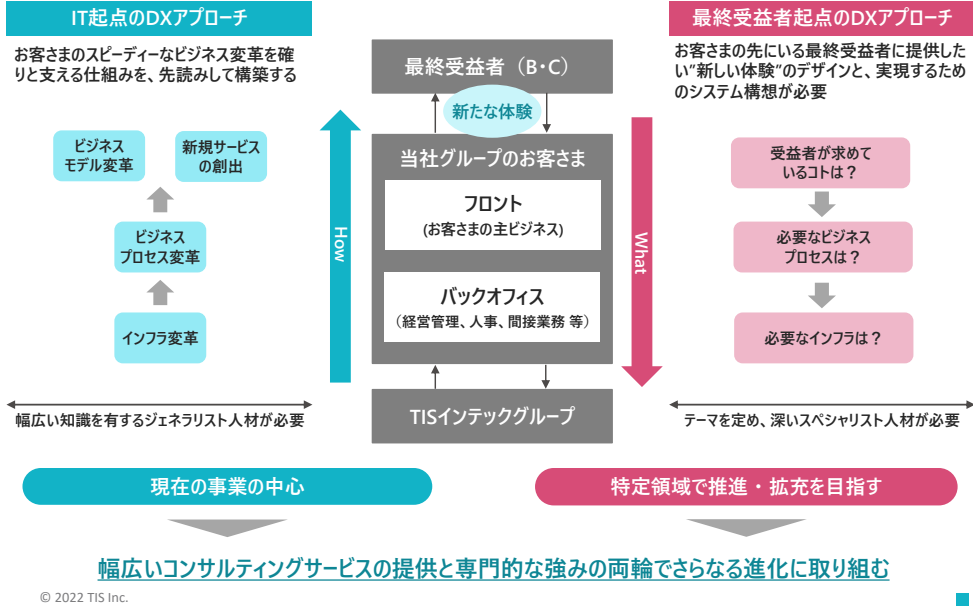 IT起点のDXアプローチ
お客さまのスピーディーなビジネス変革を確
りと支える仕組みを、先読みして構築する
ビジネス
モデル変革
新規サービス
の創出
ビジネス
プロセス変革
インフラ変革
幅広い知識を有するジェネラリスト人材が必要
How
最終受益者（B・C）
新たな体験
当社グループのお客さま
フロント
(お客さまの主ビジネス)
バックオフィス
（経営管理、人事、間接業務 等）
TISインテックグループ
What
最終受益者起点のDXアプローチ
お客さまの先にいる最終受益者に提供した
い”新しい体験”のデザインと、実現するため
のシステム構想が必要
受益者が求めて
いるコトは？
必要なビジネス
プロセスは？
必要なインフラは？
テーマを定め、深いスペシャリスト人材が必要
現在の事業の中心
特定領域で推進・拡充を目指す
幅広いコンサルティングサービスの提供と専門的な強みの両輪でさらなる進化に取り組む
© 2022 TIS Inc.